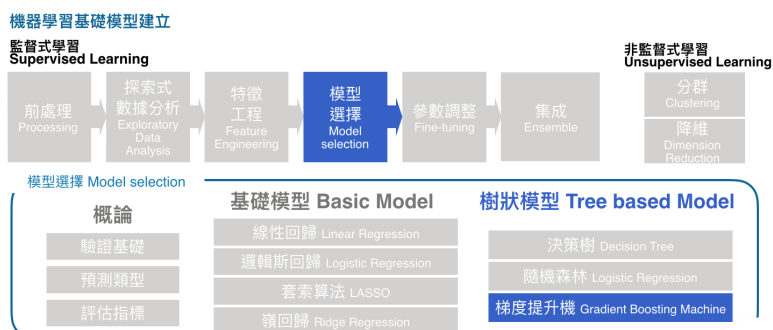 機器學習基礎模型建立
監督式學習
Supervised Learning
非監督式學習
Unsupervised Learning
前處理
Processing
探索式
數據分析
Exploratory
Data
Analysis
特徵
工程
Feature
Engineering
模型
選擇
Model
selection
參數調整
Fine-tuning
集成
Ensemble
分群
Clustering
降維
Dimension
Reduction
模型選擇 Model selection
概論
驗證基礎
預測類型
評估指標
基礎模型 Basic Model
線性回歸 Linear Regression
邏輯斯回歸 Logistic Regression
套索算法 LASSO
嶺回歸 Ridge Regression
樹狀模型 Tree based Model
決策樹 Decision Tree
隨機森林 Logistic Regression
梯度提升機 Gradient Boosting Machine